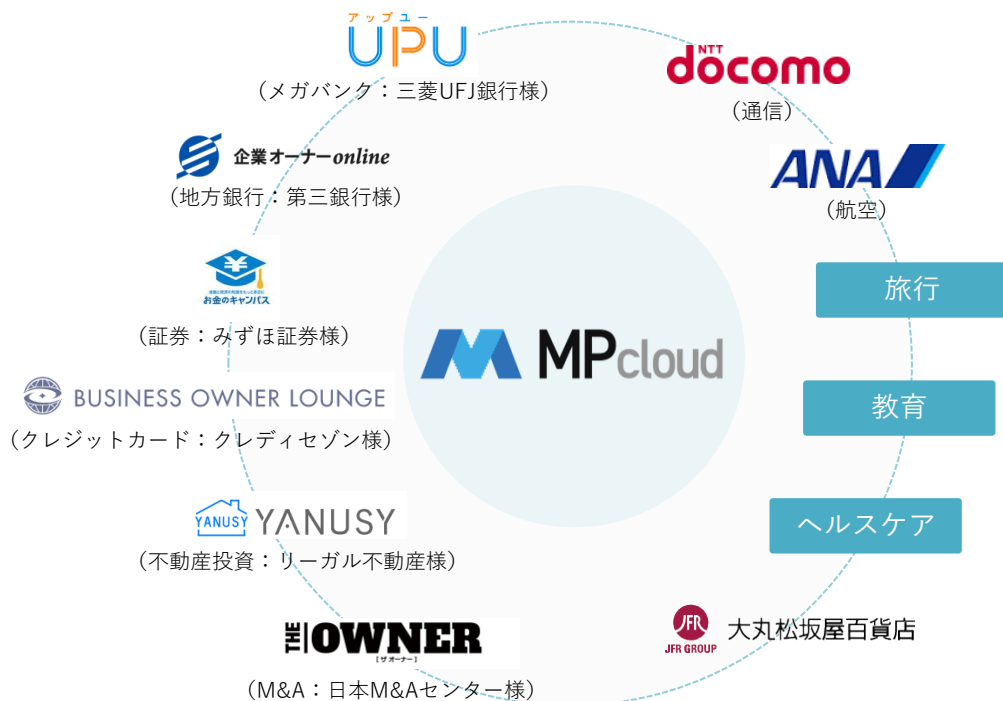 アップユー
UPU
(メガバンク：三菱UFJ銀行様)
NTT
döcomo
(通信)
企業オーナーonline
(地方銀行：第三銀行様)
ANA
(航空)
¥
お金のキャンパス
(証券：みずほ証券様)
旅行
MPcloud
BUSINESS OWNER LOUNGE
(クレジットカード：クレディセゾン様)
教育
YANUSY YANUSY
(不動産投資：リーガル不動産様)
ヘルスケア
THE OWNER
[ザ オーナー]
(M&A：日本M&Aセンター様)
JFR
JFR GROUP
大丸松坂屋百貨店